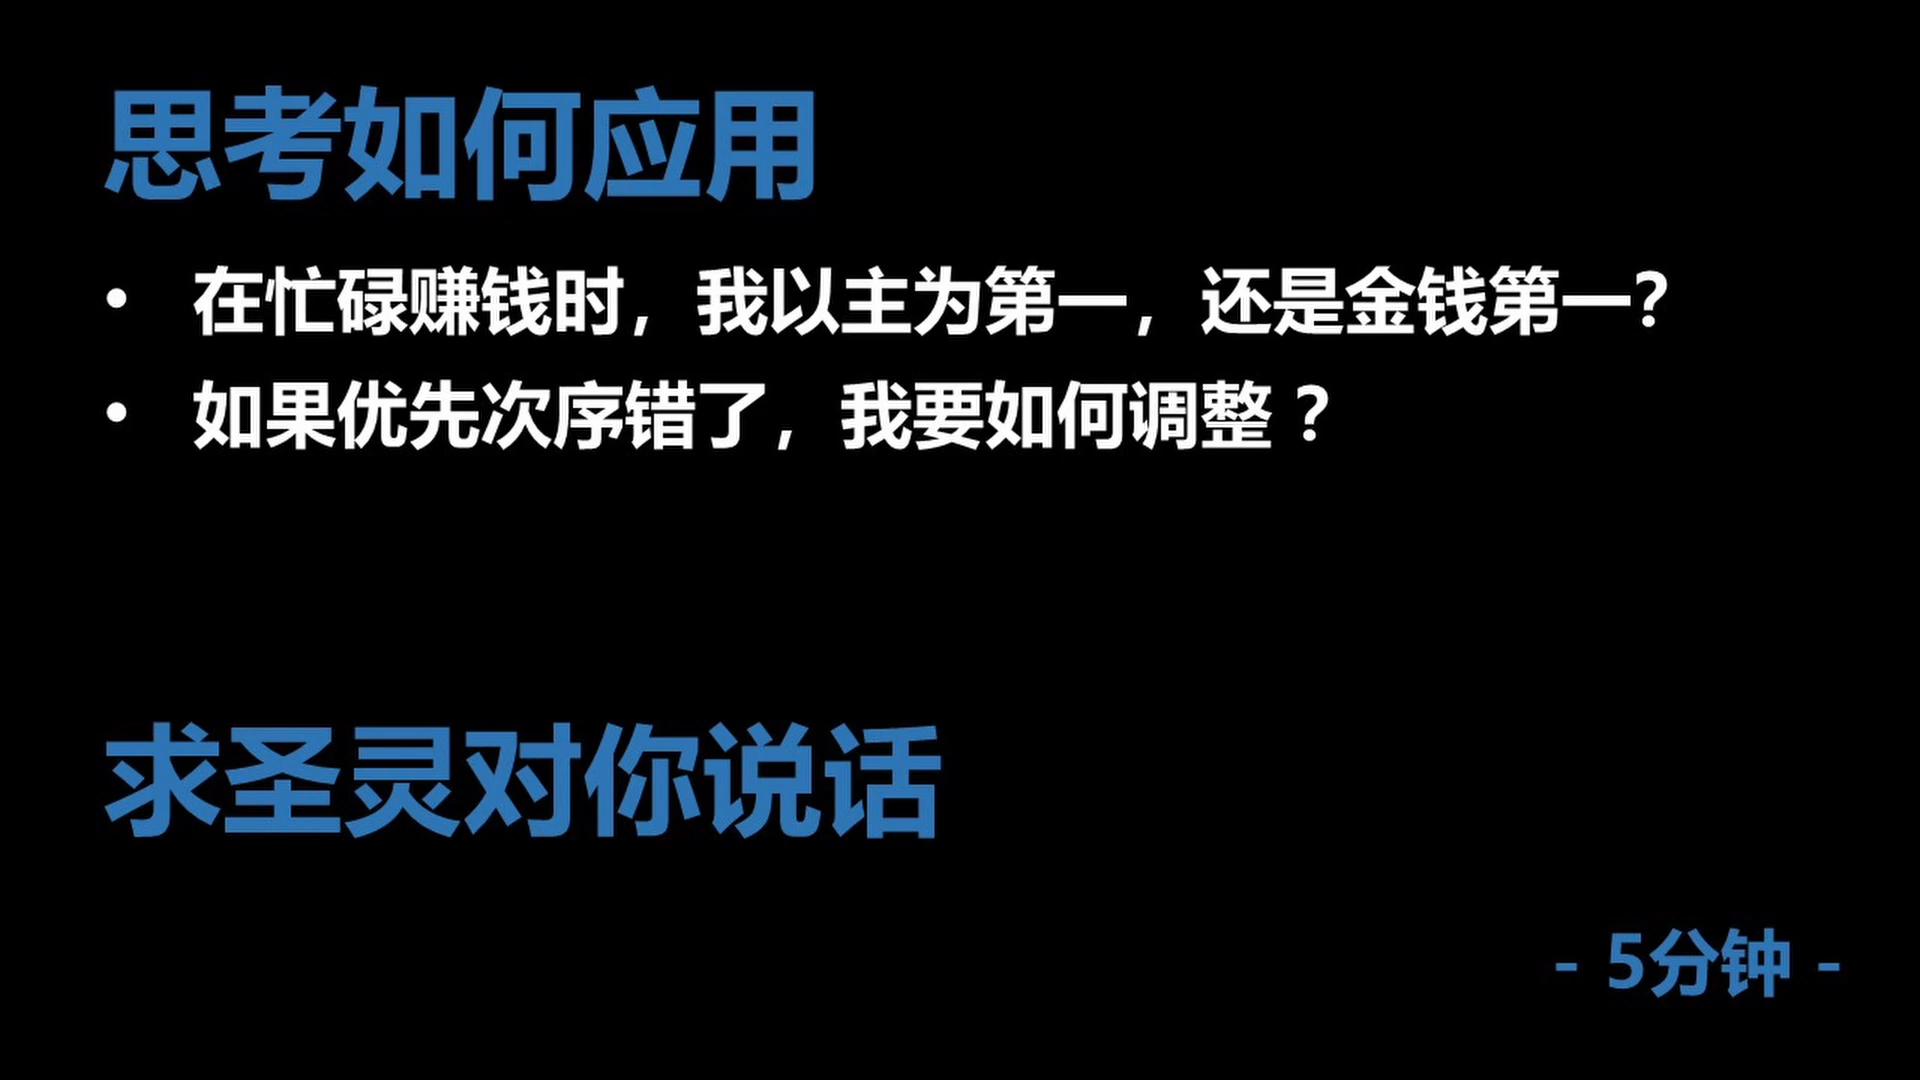 思考如何应用
• 在忙碌赚钱时，我以主为第一，还是金钱第一?
• 如果优先次序错了，我要如何调整？
求圣灵对你说话
- 5分钟 -